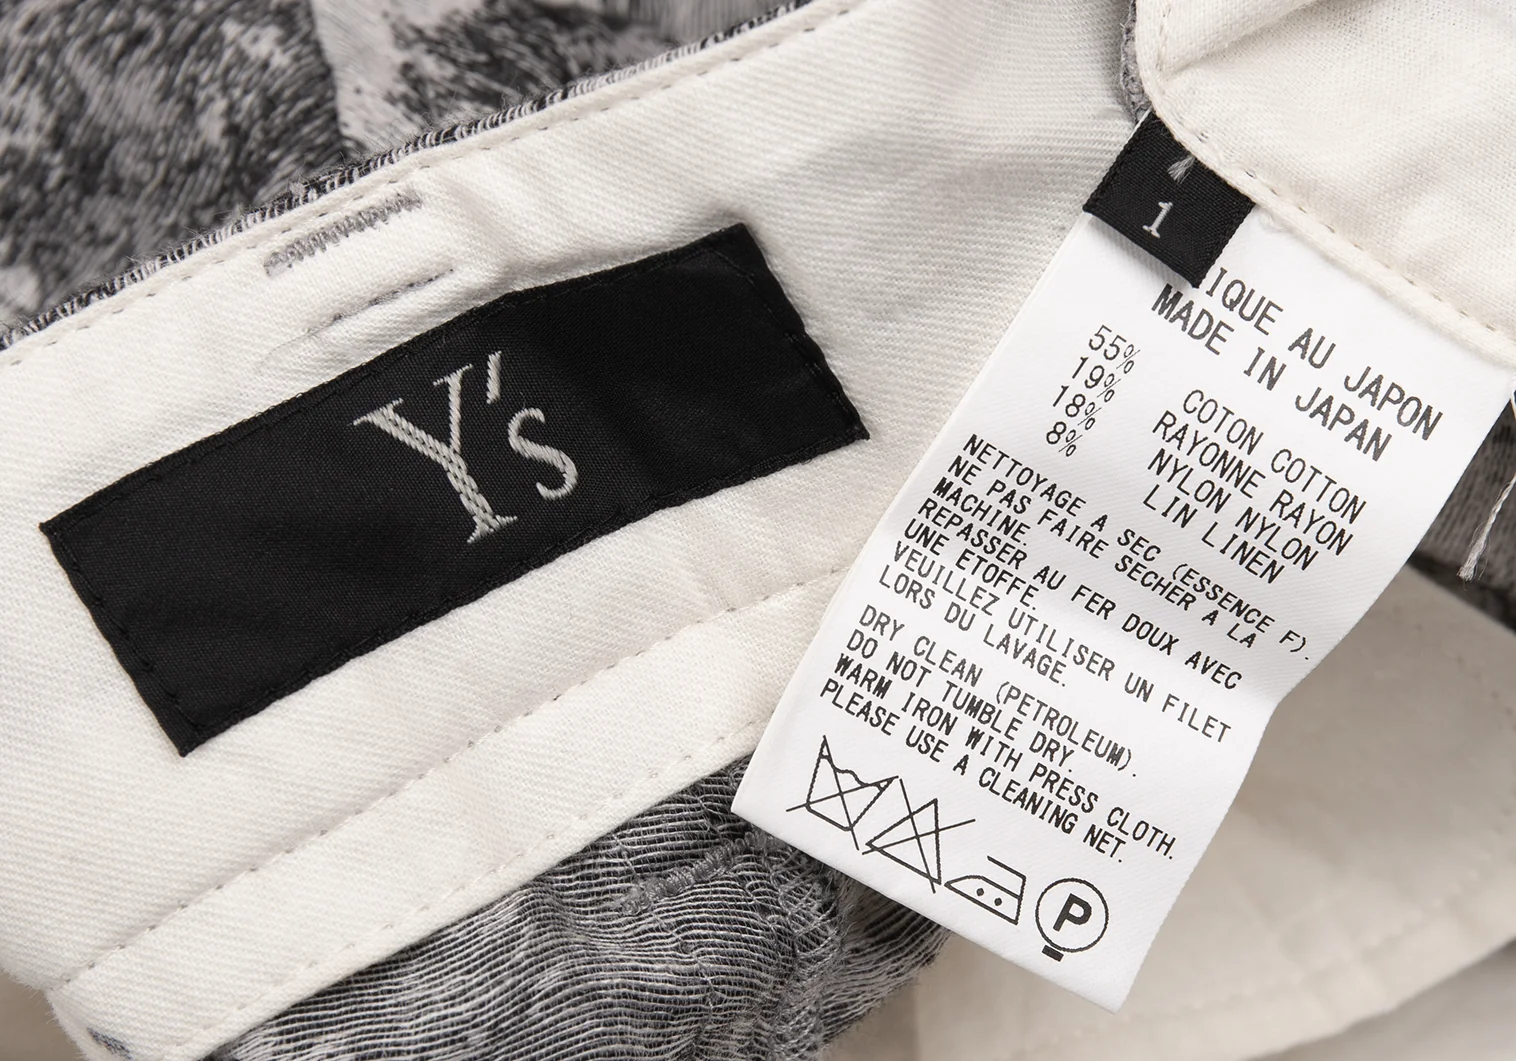 Y's
1
IQUE AU JAPON
MADE IN JAPAN
55% COTON COTTON
19% RAYONNE RAYON
18% NYLON NYLON
8% LIN LINEN
NETTOYAGE A SEC (ESSENCE F).
NE PAS FAIRE SECHER A LA
MACHINE.
REPASSER AU FER DOUX AVEC
UNE ETOFFE.
VEUILLEZ UTILISER UN FILET
LORS DU LAVAGE.
DRY CLEAN (PETROLEUM).
DO NOT TUMBLE DRY.
WARM IRON WITH PRESS CLOTH.
PLEASE USE A CLEANING NET.
P